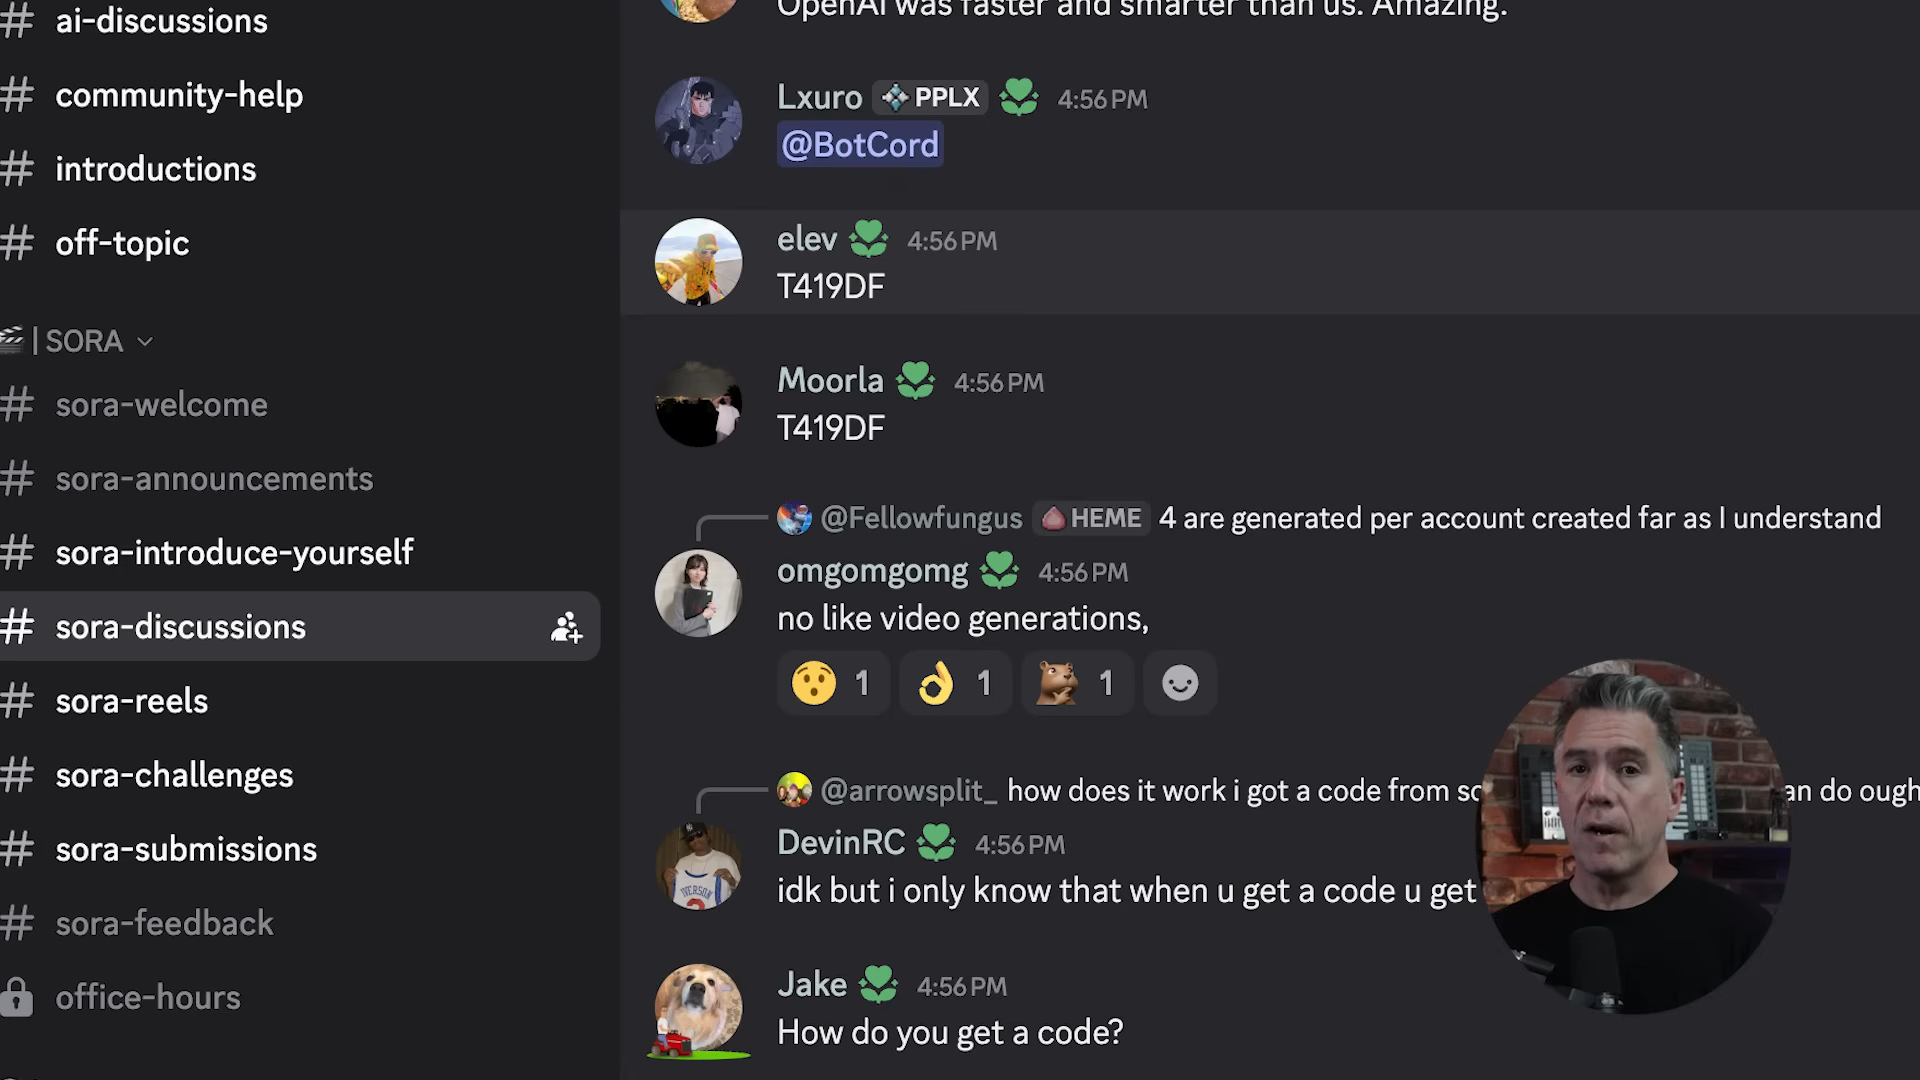 # ai-discussions
# community-help
# introductions
# off-topic
| SORA
# sora-welcome
# sora-announcements
# sora-introduce-yourself
# sora-discussions
# sora-reels
# sora-challenges
# sora-submissions
# sora-feedback
office-hours
OpenAI was faster and smarter than us. Amazing.
Lxuro PPLX 4:56 PM
@BotCord
elev 4:56 PM
T419DF
Moorla 4:56 PM
T419DF
@Fellowfungus HEME 4 are generated per account created far as I understand
omgomgomg 4:56 PM
no like video generations,
1 1 1
@arrowsplit_ how does it work i got a code from an do ough
DevinRC 4:56 PM
idk but i only know that when u get a code u get
Jake 4:56 PM
How do you get a code?